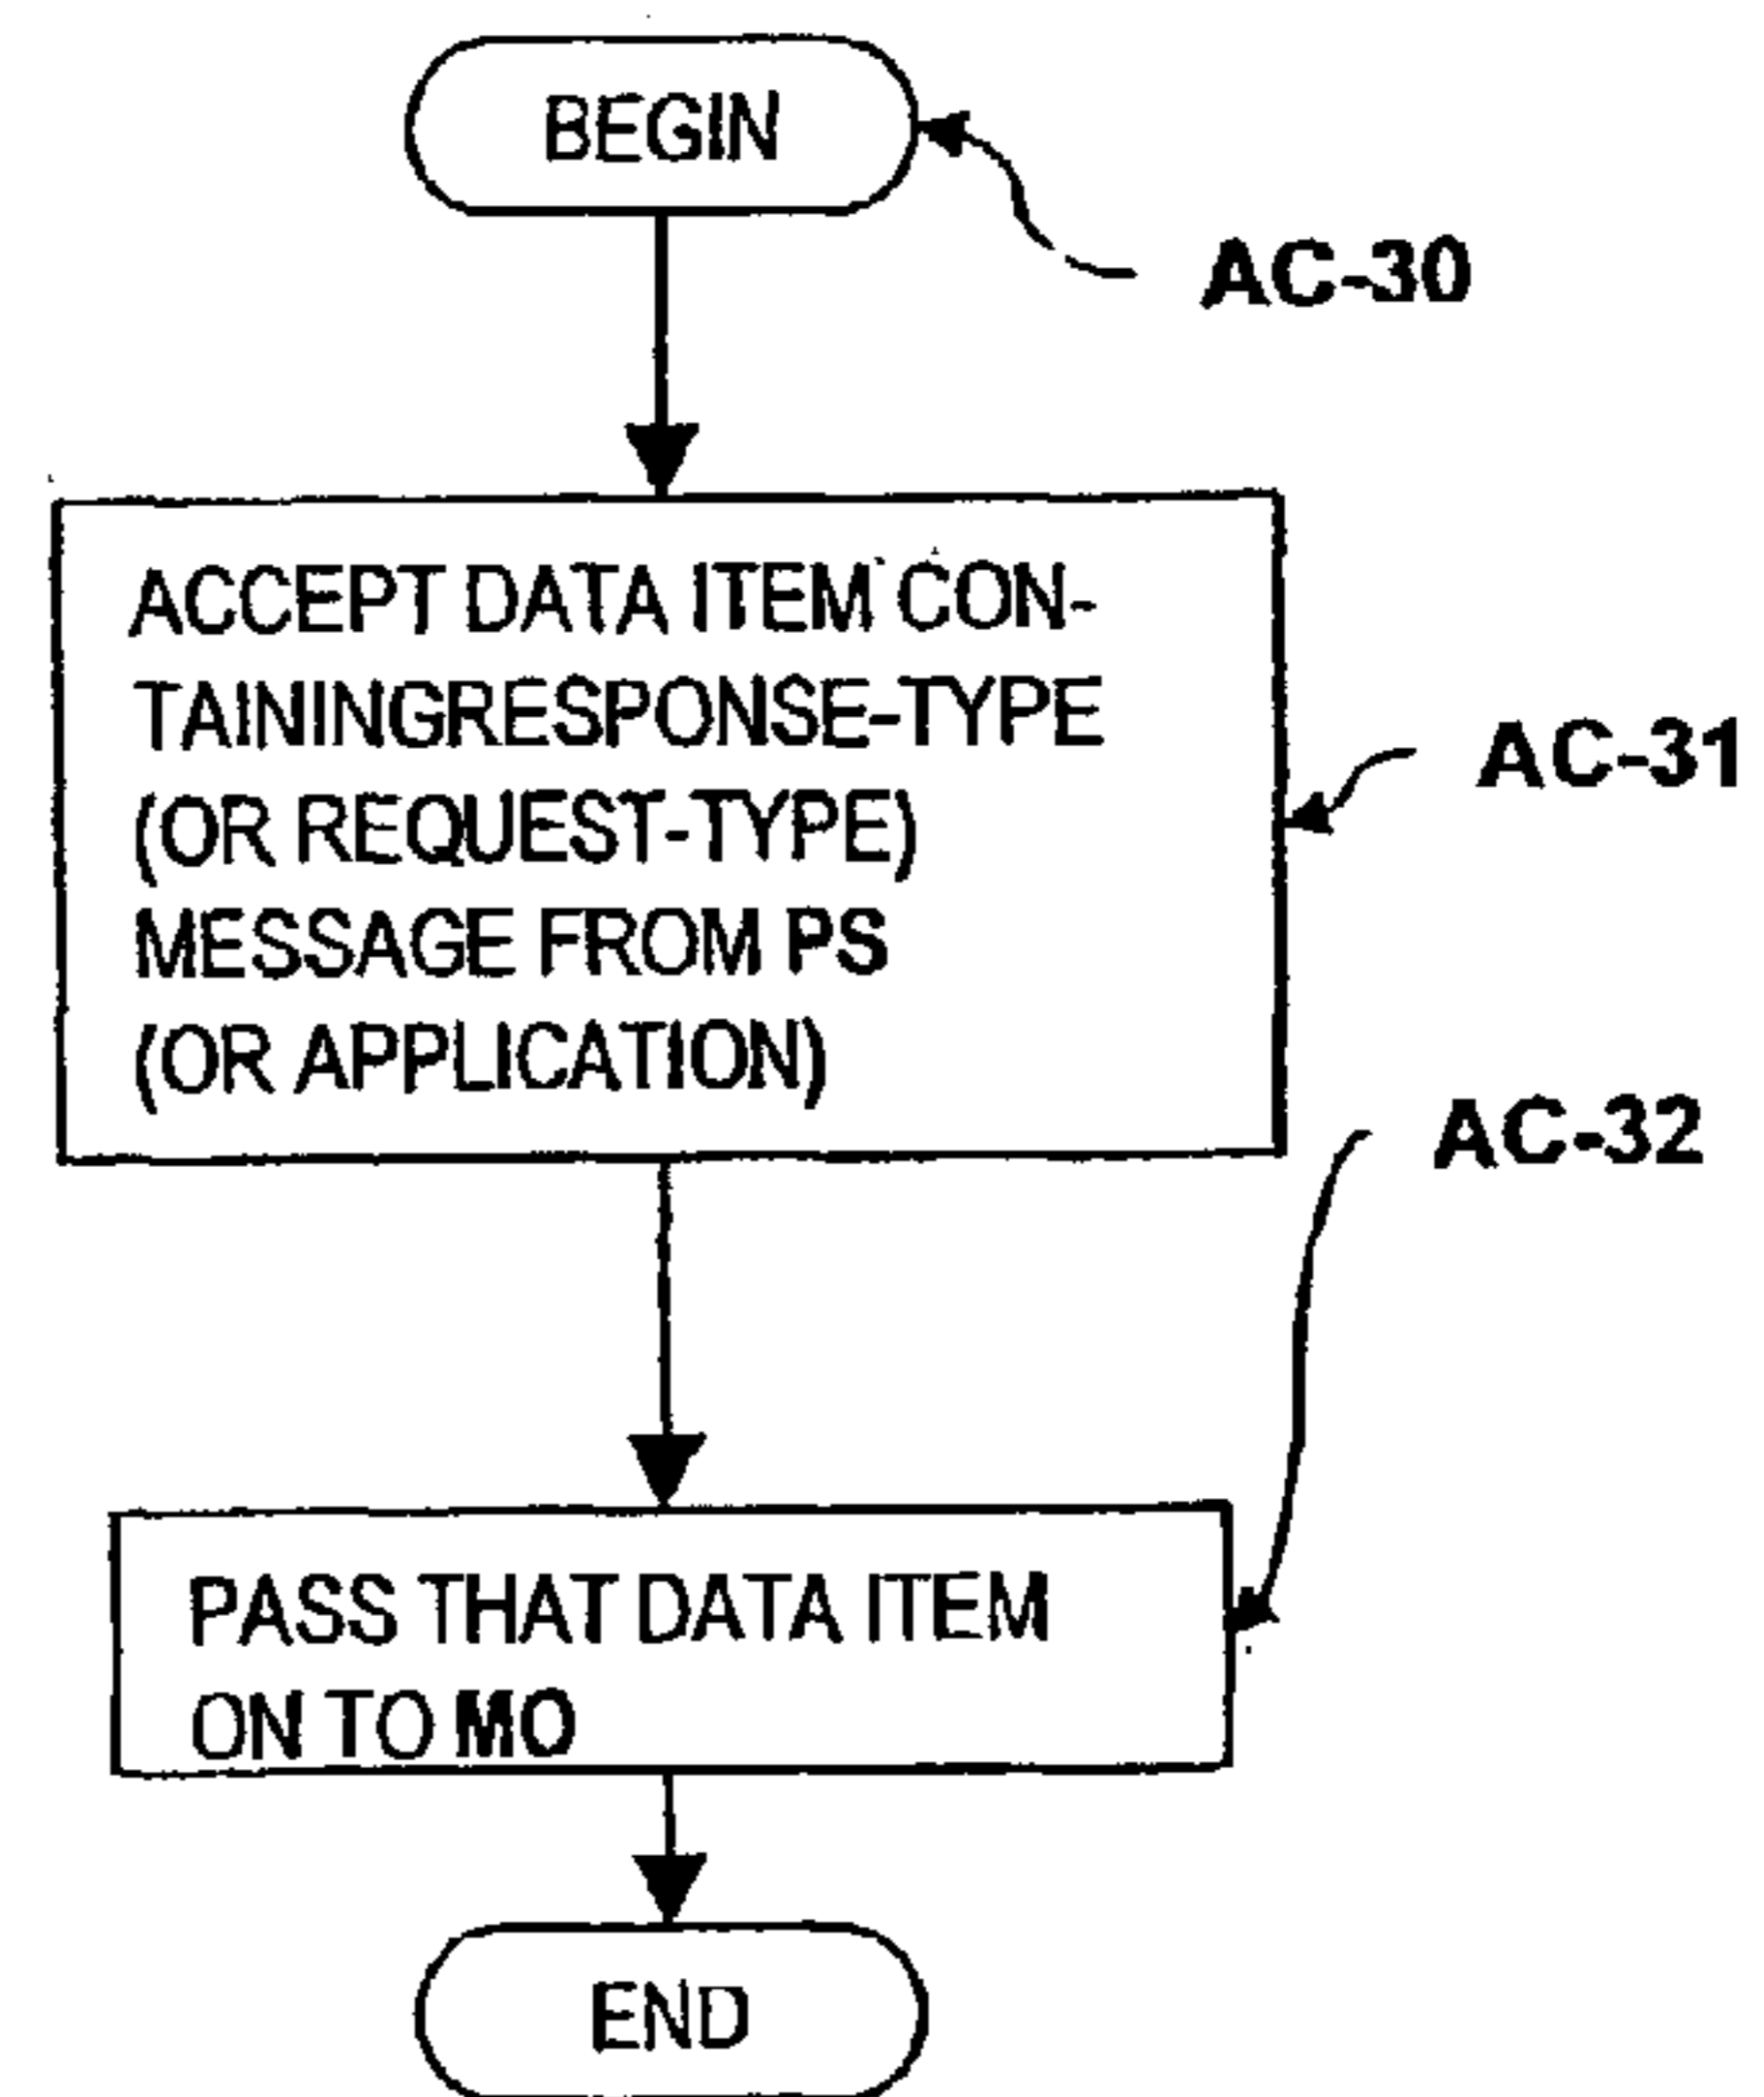 BEGIN
AC-30
ACCEPT DATA ITEM CON-
TAININGRESPONSE-TYPE
(OR REQUEST-TYPE)
MESSAGE FROM PS
(OR APPLICATION)
AC-31
AC-32
PASS THAT DATA ITEM
ON TO MO
END